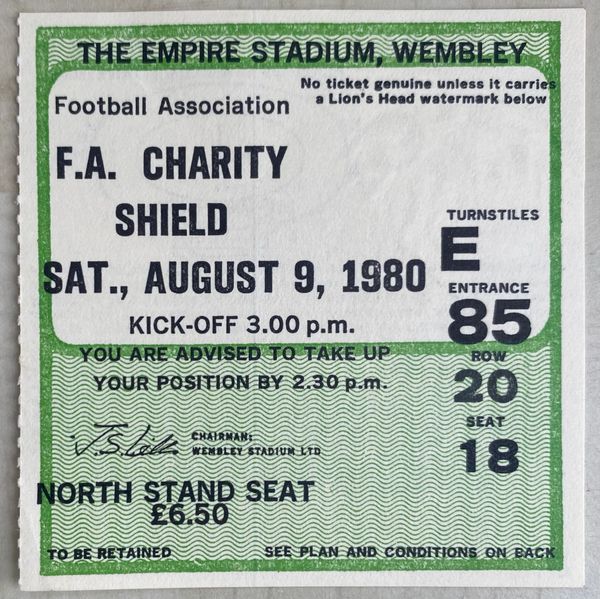 THE EMPIRE STADIUM, WEMBLEY
No ticket genuine unless it carries
a Lion's Head watermark below
Football Association
F.A. CHARITY
SHIELD
SAT., AUGUST 9, 1980
KICK-OFF 3.00 p.m.
YOU ARE ADVISED TO TAKE UP
YOUR POSITION BY 2.30 p.m.
TURNSTILES
E
ENTRANCE
85
ROW
20
SEAT
18
CHAIRMAN:
WEMBLEY STADIUM LTD
NORTH STAND SEAT
£6.50
TO BE RETAINED
SEE PLAN AND CONDITIONS ON BACK